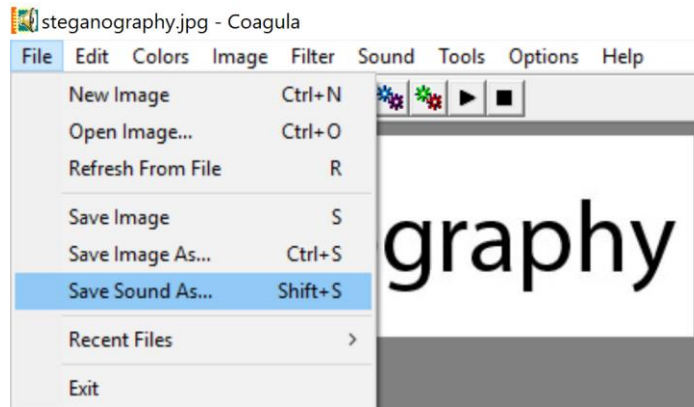 steganography.jpg - Coagula
File Edit Colors Image Filter Sound Tools Options Help
New Image Ctrl+N
Open Image... Ctrl+O
Refresh From File R
Save Image S
Save Image As... Ctrl+S
Save Sound As... Shift+S
Recent Files >
Exit
ography